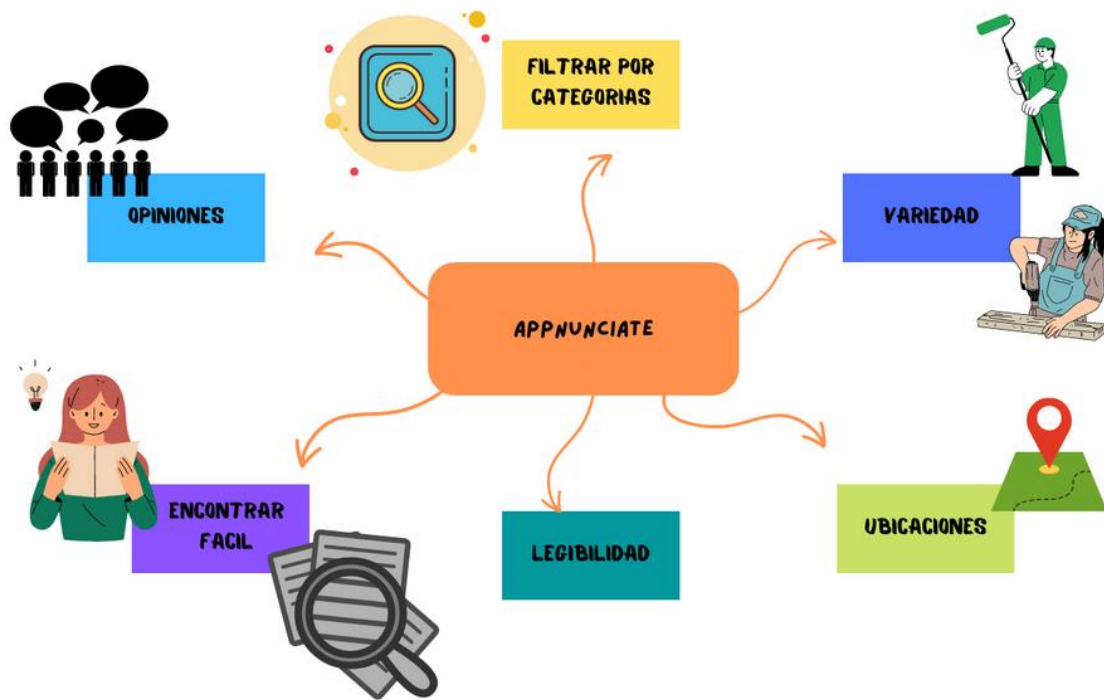 FILTRAR POR
CATEGORIAS
OPINIONES
VARIEDAD
APPNUNCIATE
ENCONTRAR
FACIL
LEGIBILIDAD
UBICACIONES